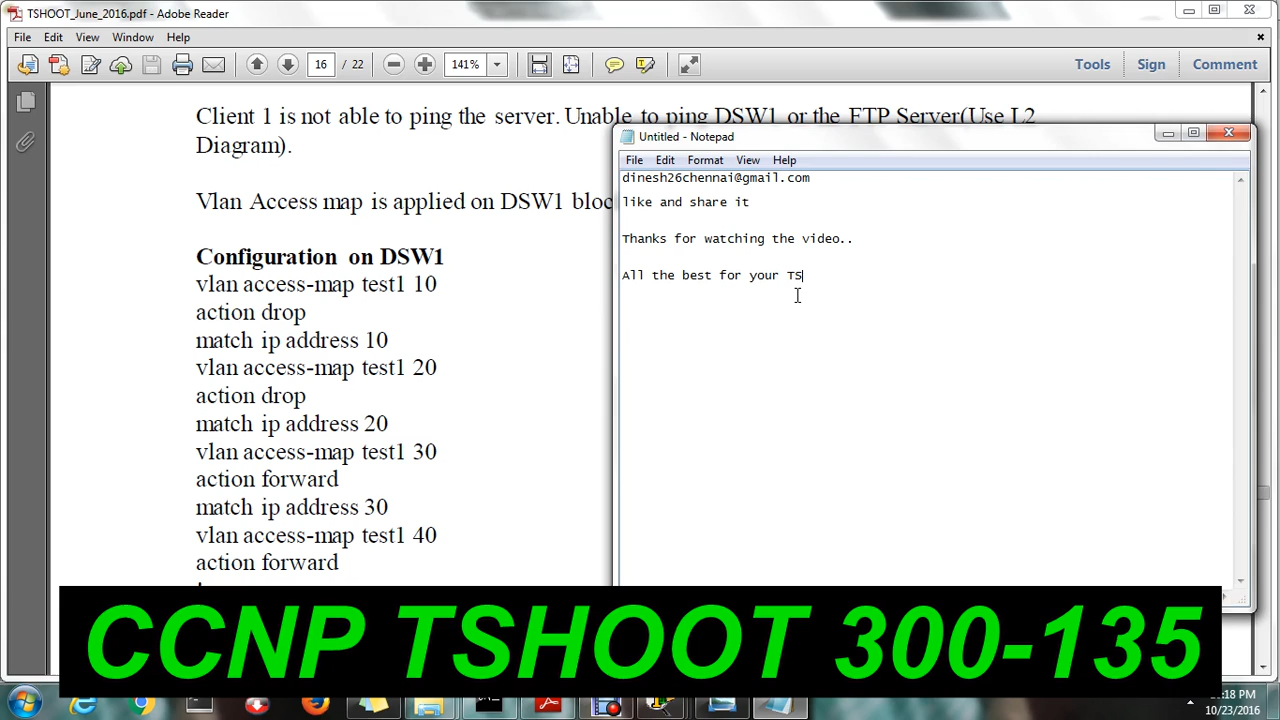 TSHOOT_June_2016.pdf - Adobe Reader
File Edit View Window Help
16 / 22 141% Tools Sign Comment
Client 1 is not able to ping the server. Unable to ping DSW1 or the FTP Server(Use L2
Diagram).
Vlan Access map is applied on DSW1
Configuration on DSW1
vlan access-map test1 10
action drop
match ip address 10
vlan access-map test1 20
action drop
match ip address 20
vlan access-map test1 30
action forward
match ip address 30
vlan access-map test1 40
action forward
Untitled - Notepad
File Edit Format View Help
dinesh26chennai@gmail.com
like and share it
Thanks for watching the video..
All the best for your TS
CCNP TSHOOT 300-135
:18 PM
10/23/2016